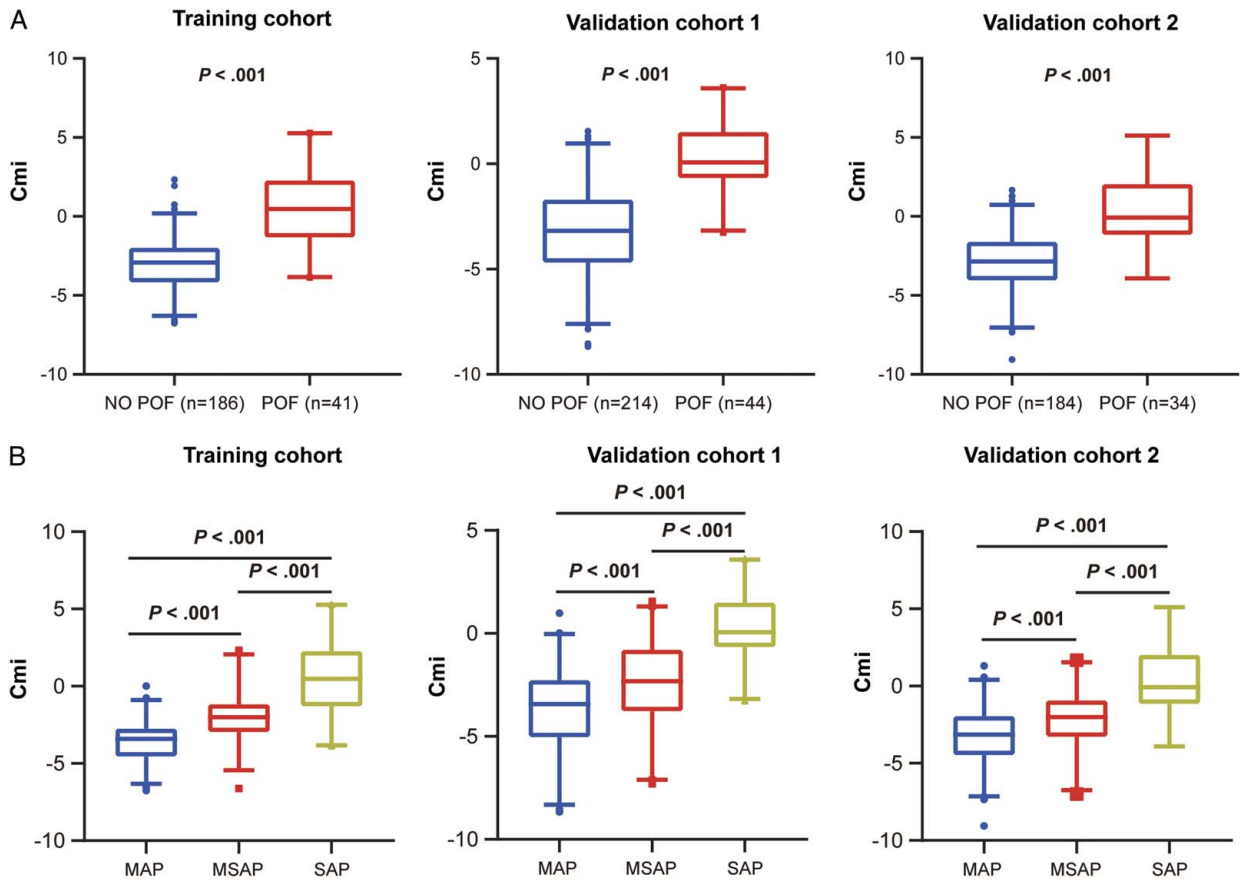 A
Training cohort
Validation cohort 1
Validation cohort 2
P < .001
P < .001
P < .001
Cmi
10
5
0
-5
-10
Cmi
5
0
-5
-10
Cmi
10
5
0
-5
-10
NO POF (n=186) POF (n=41)
NO POF (n=214) POF (n=44)
NO POF (n=184) POF (n=34)
B
Training cohort
Validation cohort 1
Validation cohort 2
Cmi
10
5
0
-5
-10
P < .001
P < .001
P < .001
MAP MSAP SAP
Cmi
5
0
-5
-10
P < .001
P < .001
P < .001
MAP MSAP SAP
Cmi
10
5
0
-5
-10
P < .001
P < .001
P < .001
MAP MSAP SAP